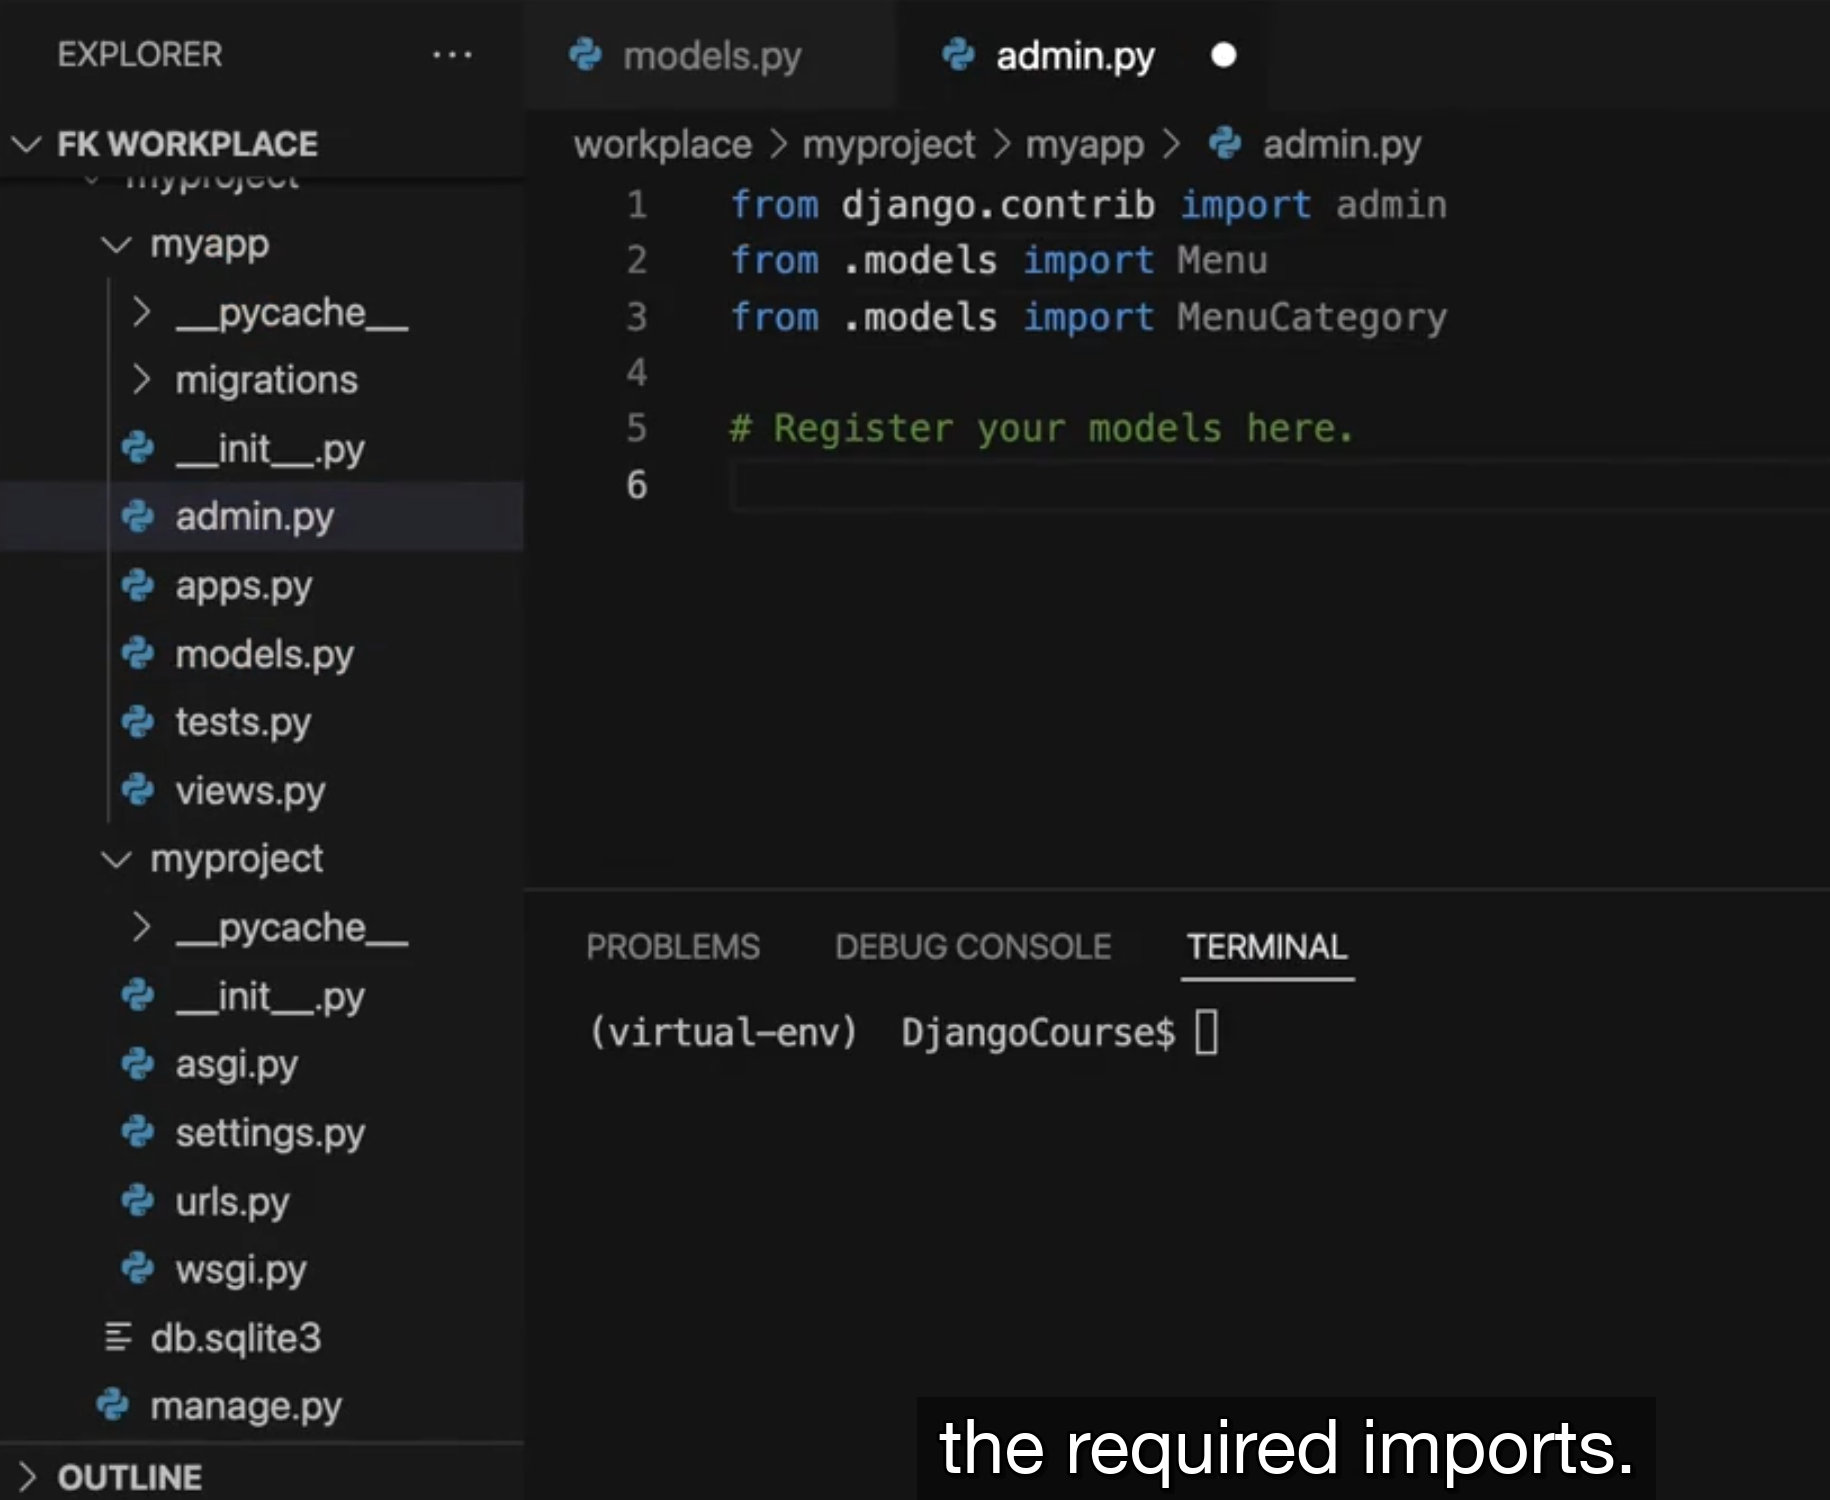 EXPLORER ...
FK WORKPLACE
myproject
myapp
__pycache__
migrations
__init__.py
admin.py
apps.py
models.py
tests.py
views.py
myproject
__pycache__
__init__.py
asgi.py
settings.py
urls.py
wsgi.py
db.sqlite3
manage.py
OUTLINE
models.py admin.py
workplace > myproject > myapp > admin.py
1 from django.contrib import admin
2 from .models import Menu
3 from .models import MenuCategory
4
5 # Register your models here.
6
PROBLEMS DEBUG CONSOLE TERMINAL
(virtual-env) DjangoCourse$
the required imports.